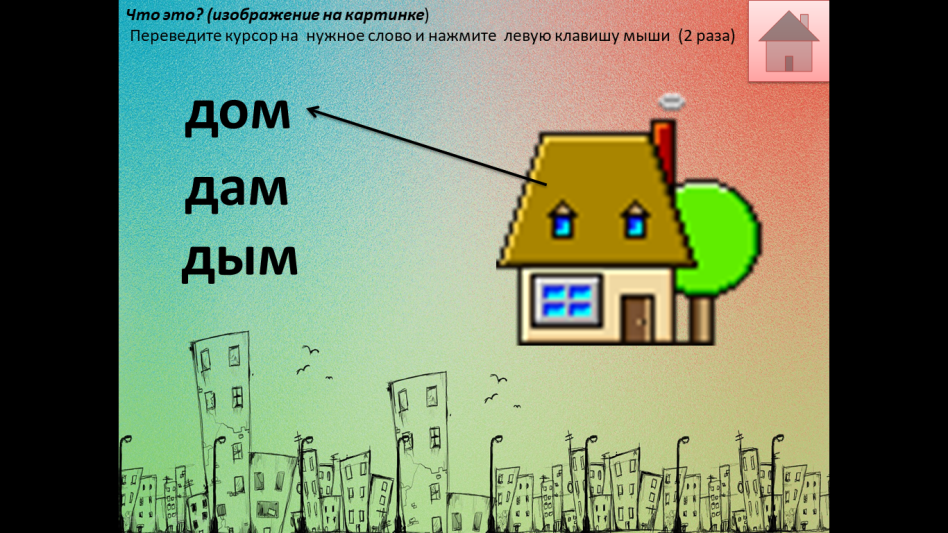 Что это? (изображение на картинке)
Переведите курсор на нужное слово и нажмите левую клавишу мыши (2 раза)
дом
дам
дым